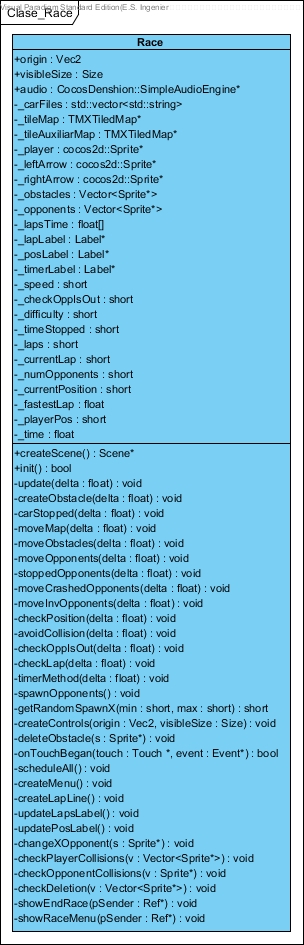 Visual Paradigm Standard Edition(E.S. Ingenier
Clase_Race
Race
+origin : Vec2
+visibleSize : Size
+audio : CocosDenshion::SimpleAudioEngine*
-_carFiles : std::vector<std::string>
-_tileMap : TMXTiledMap*
-_tileAuxiliarMap : TMXTiledMap*
-_player : cocos2d::Sprite*
-_leftArrow : cocos2d::Sprite*
-_rightArrow : cocos2d::Sprite*
-_obstacles : Vector<Sprite*>
-_opponents : Vector<Sprite*>
-_lapsTime : float[]
-_lapLabel : Label*
-_posLabel : Label*
-_timerLabel : Label*
-_speed : short
-_checkOppIsOut : short
-_difficulty : short
-_timeStopped : short
-_laps : short
-_currentLap : short
-_numOpponents : short
-_currentPosition : short
-_fastestLap : float
-_playerPos : short
-_time : float
+createScene() : Scene*
+init() : bool
-update(delta : float) : void
-createObstacle(delta : float) : void
-carStopped(delta : float) : void
-moveMap(delta : float) : void
-moveObstacles(delta : float) : void
-moveOpponents(delta : float) : void
-stoppedOpponents(delta : float) : void
-moveCrashedOpponents(delta : float) : void
-moveInvOpponents(delta : float) : void
-checkPosition(delta : float) : void
-avoidCollision(delta : float) : void
-checkOppIsOut(delta : float) : void
-checkLap(delta : float) : void
-timerMethod(delta : float) : void
-spawnOpponents() : void
-getRandomSpawnX(min : short, max : short) : short
-createControls(origin : Vec2, visibleSize : Size) : void
-deleteObstacle(s : Sprite*) : void
-onTouchBegan(touch : Touch *, event : Event*) : bool
-scheduleAll() : void
-createMenu() : void
-createLapLine() : void
-updateLapsLabel() : void
-updatePosLabel() : void
-changeXOpponent(s : Sprite*) : void
-checkPlayerCollisions(v : Vector<Sprite*>) : void
-checkOpponentCollisions(v : Sprite*) : void
-checkDeletion(v : Vector<Sprite*>) : void
-showEndRace(pSender : Ref*) : void
-showRaceMenu(pSender : Ref*) : void